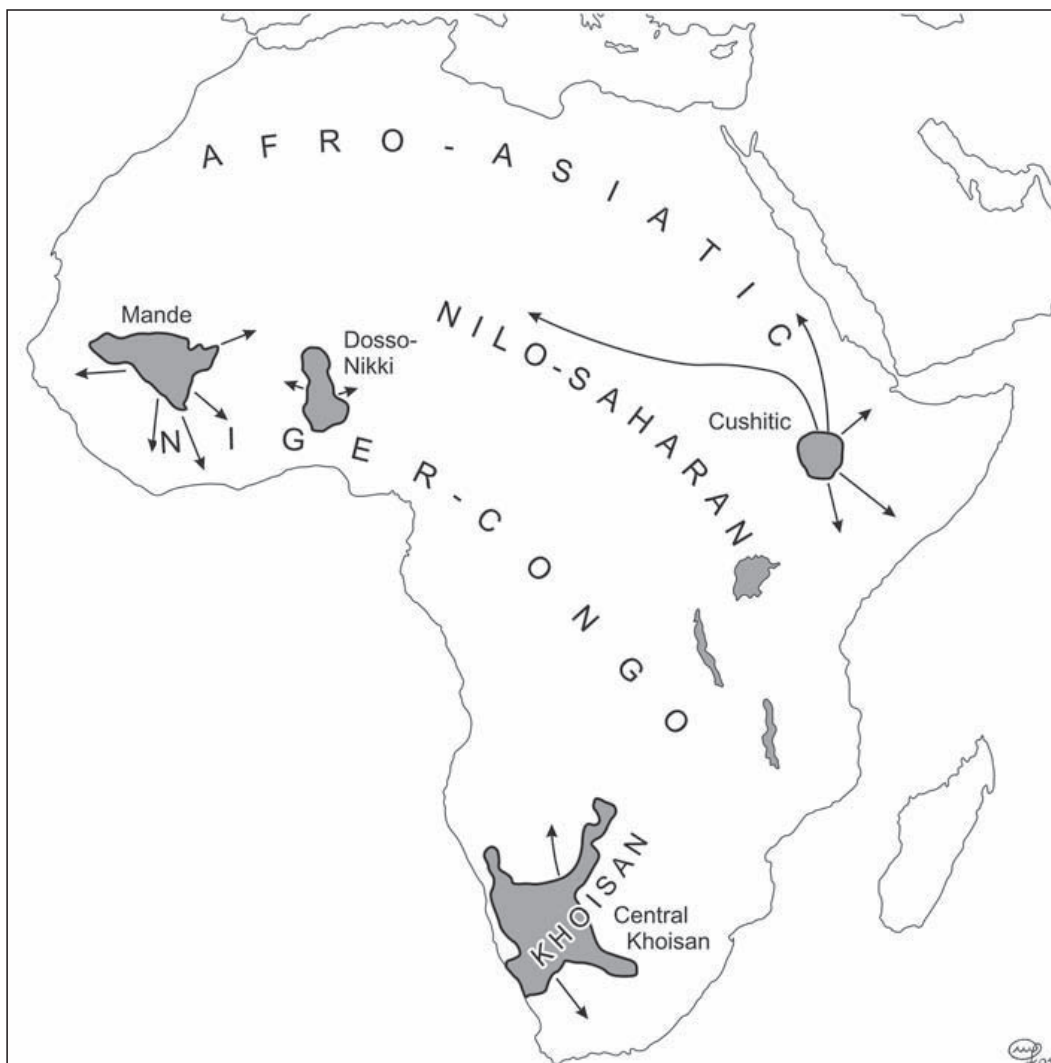 AFRO-ASIATIC
Mande
Dosso-
Nikki
NILO-SAHARAN
Cushitic
NIGER-CONGO
KHOISAN
Central
Khoisan